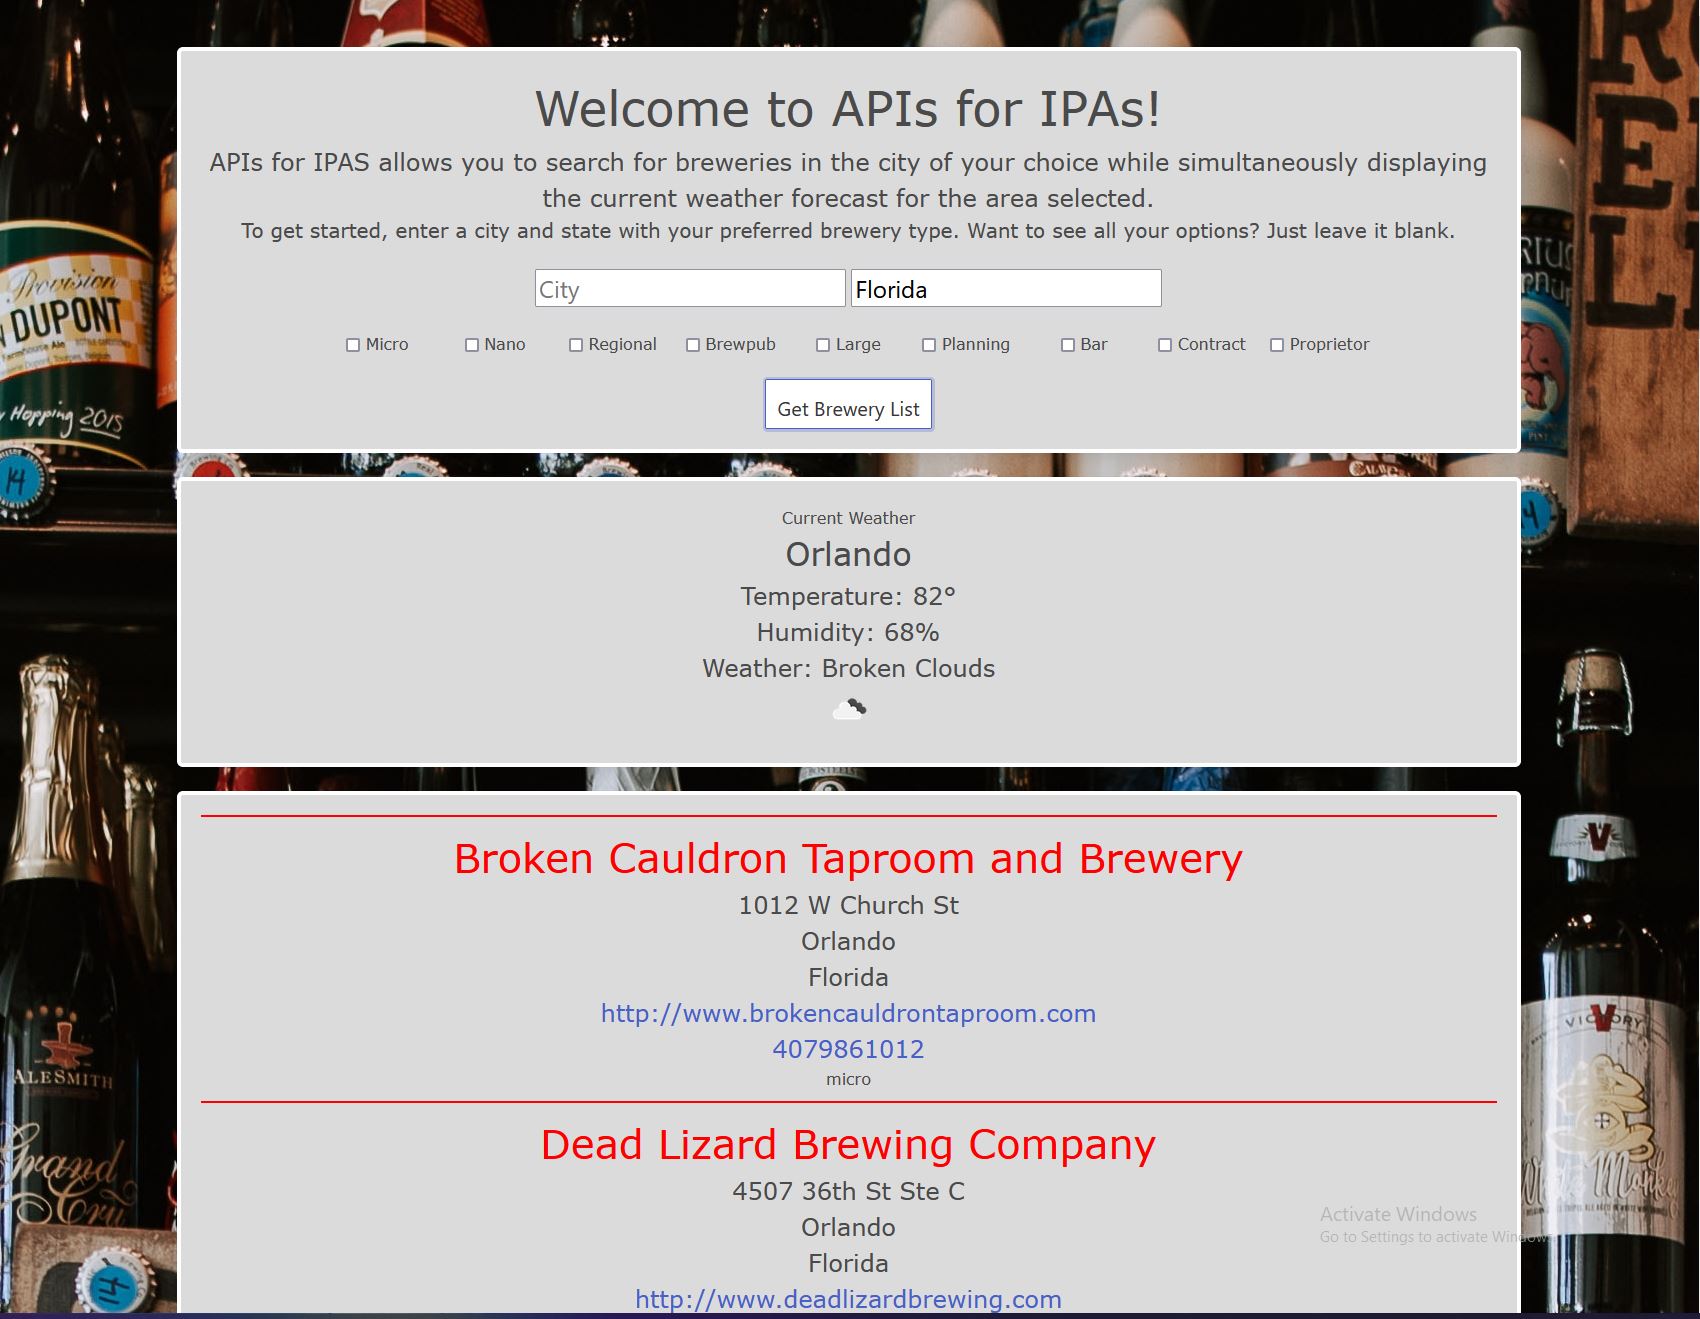 Welcome to APIs for IPAs!
APIs for IPAS allows you to search for breweries in the city of your choice while simultaneously displaying
the current weather forecast for the area selected.
To get started, enter a city and state with your preferred brewery type. Want to see all your options? Just leave it blank.
City Florida
Micro Nano Regional Brewpub Large Planning Bar Contract Proprietor
Get Brewery List
Current Weather
Orlando
Temperature: 82°
Humidity: 68%
Weather: Broken Clouds
Broken Cauldron Taproom and Brewery
1012 W Church St
Orlando
Florida
http://www.brokencauldrontaproom.com
4079861012
micro
Dead Lizard Brewing Company
4507 36th St Ste C
Orlando
Florida
http://www.deadlizardbrewing.com
Activate Windows
Go to Settings to activate Windows.
Provision
DUPONT
Hopping 2015
14
ALESMITH
Grand
Cru
14
VICTORY
White Monkey